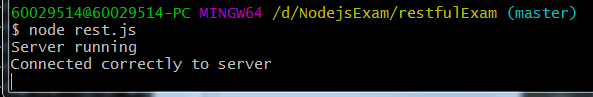 60029514@60029514-PC MINGW64 /d/NodejsExam/restfulExam (master)
$ node rest.js
Server running
Connected correctly to server